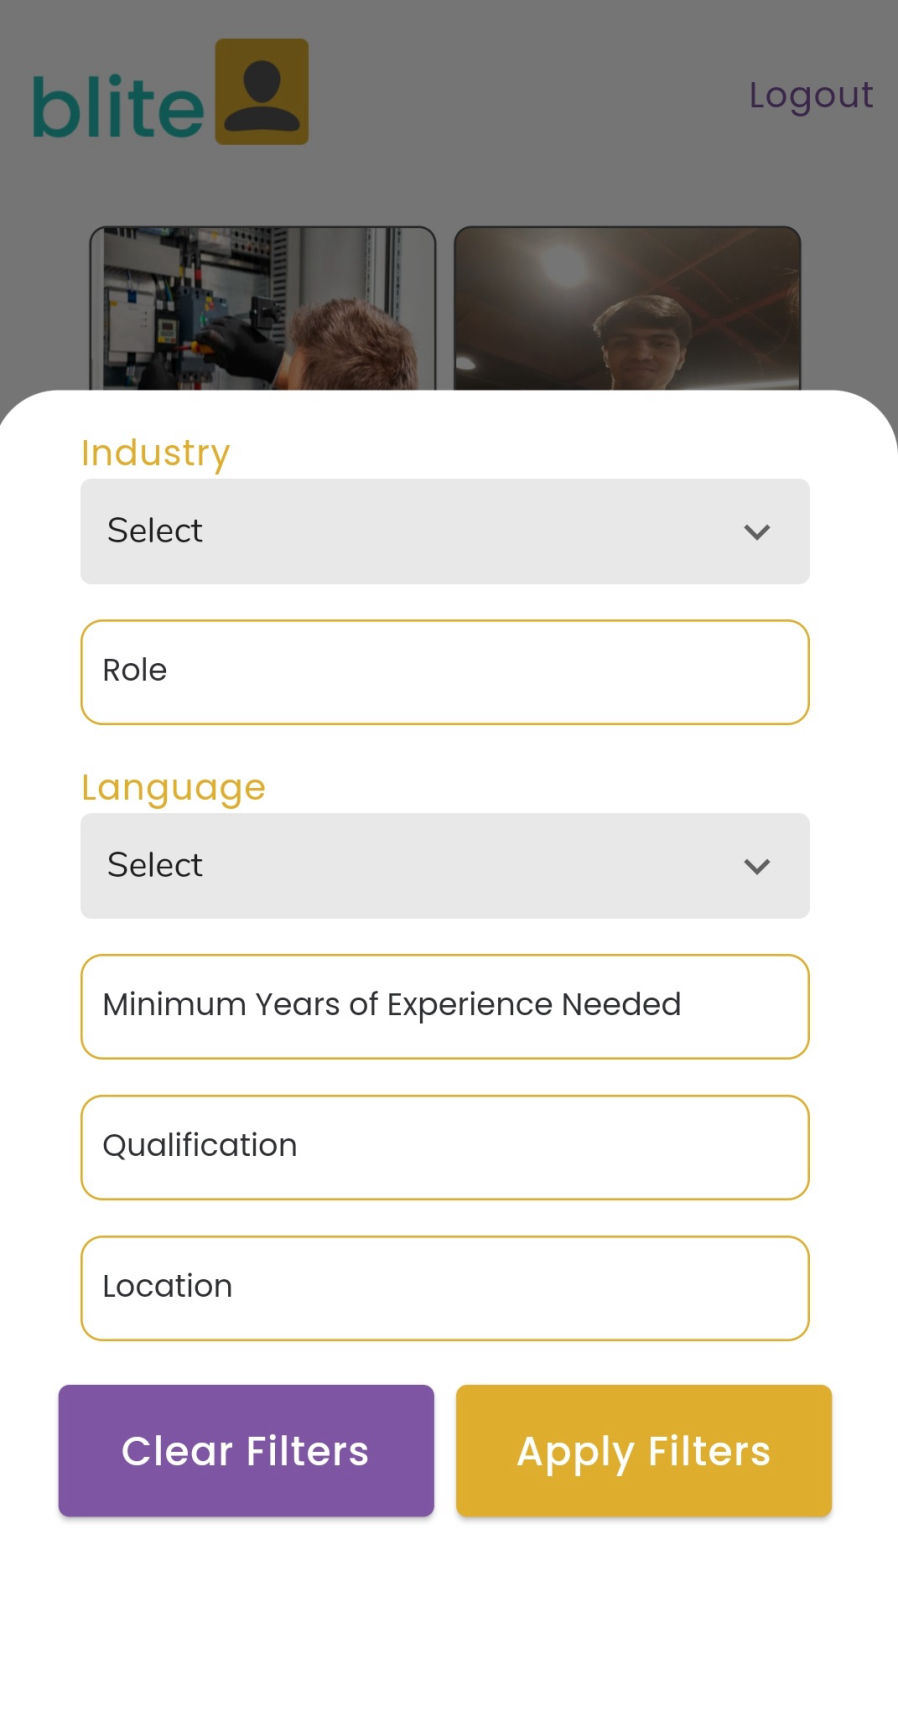 blite
Logout
Industry
Select
Role
Language
Select
Minimum Years of Experience Needed
Qualification
Location
Clear Filters
Apply Filters